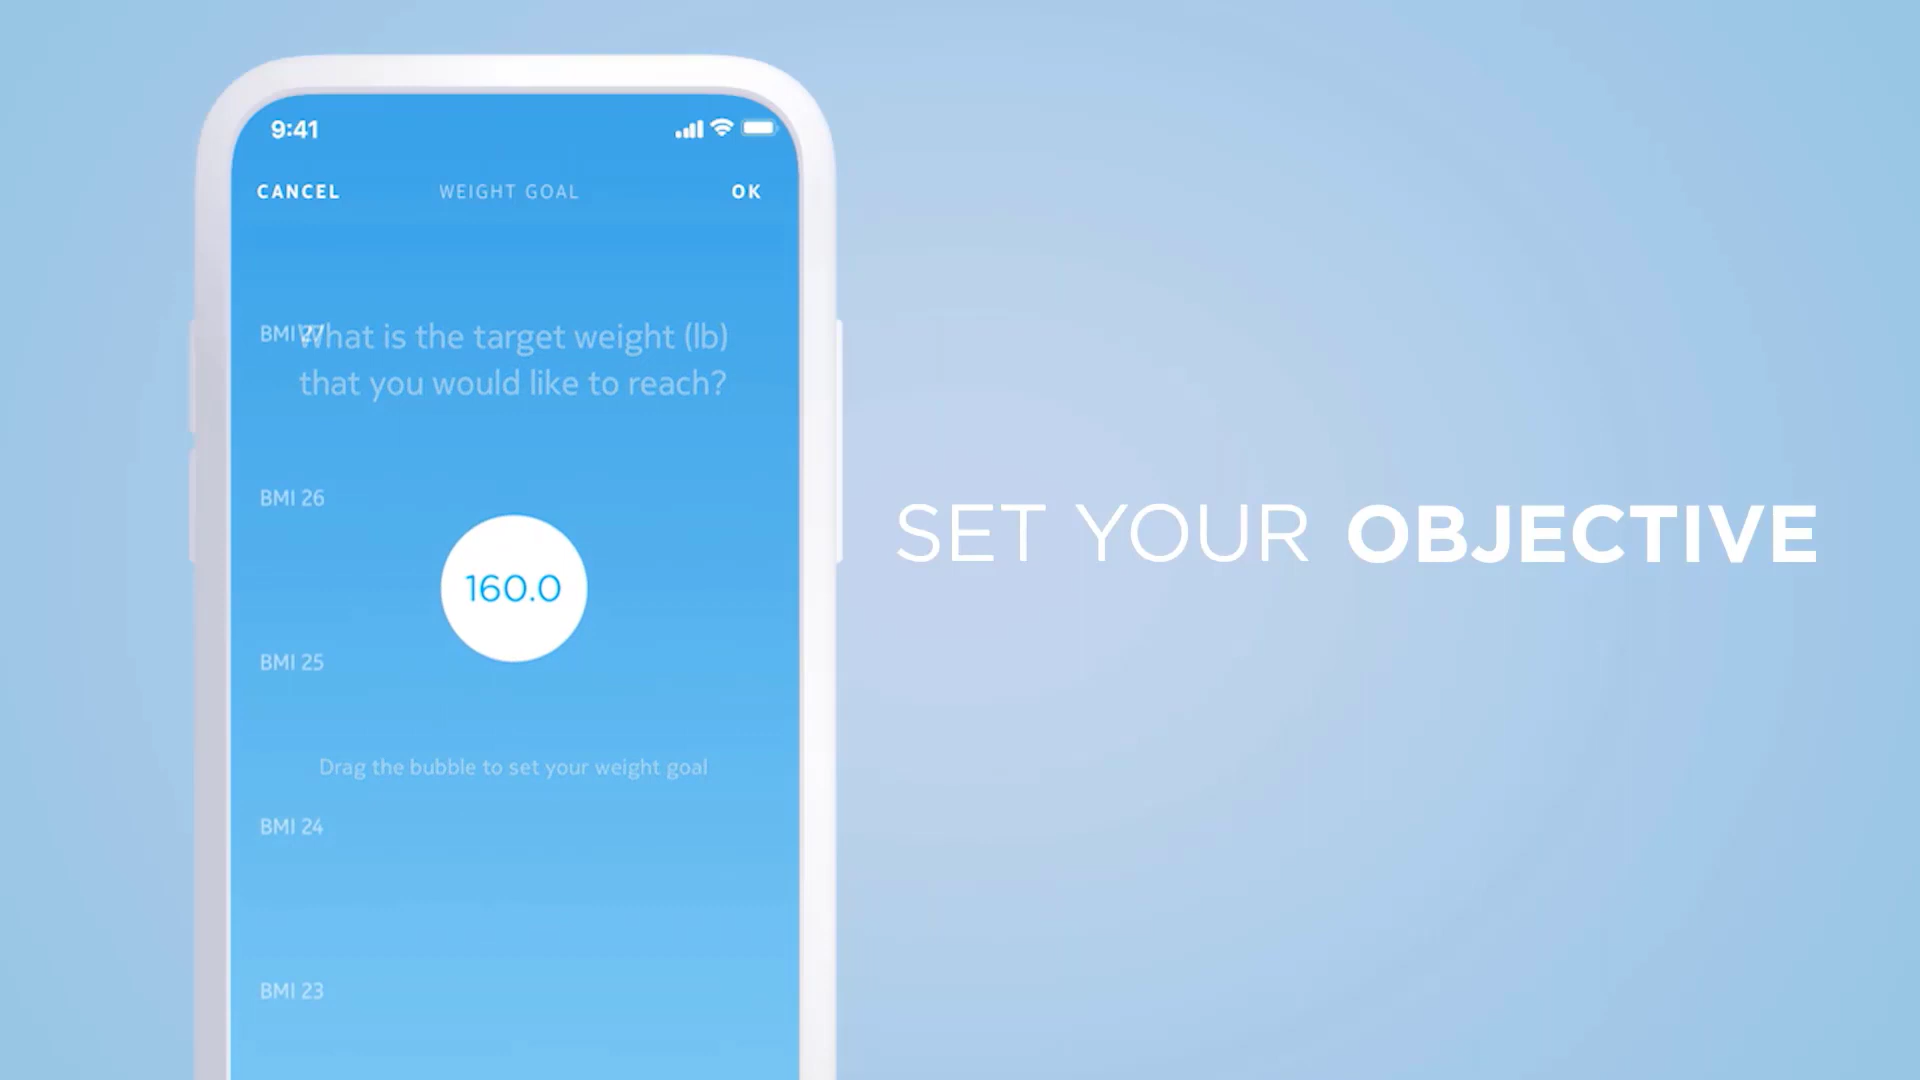 9:41
CANCEL WEIGHT GOAL OK
BMI 27
What is the target weight (lb)
that you would like to reach?
BMI 26
160.0
SET YOUR OBJECTIVE
BMI 25
Drag the bubble to set your weight goal
BMI 24
BMI 23